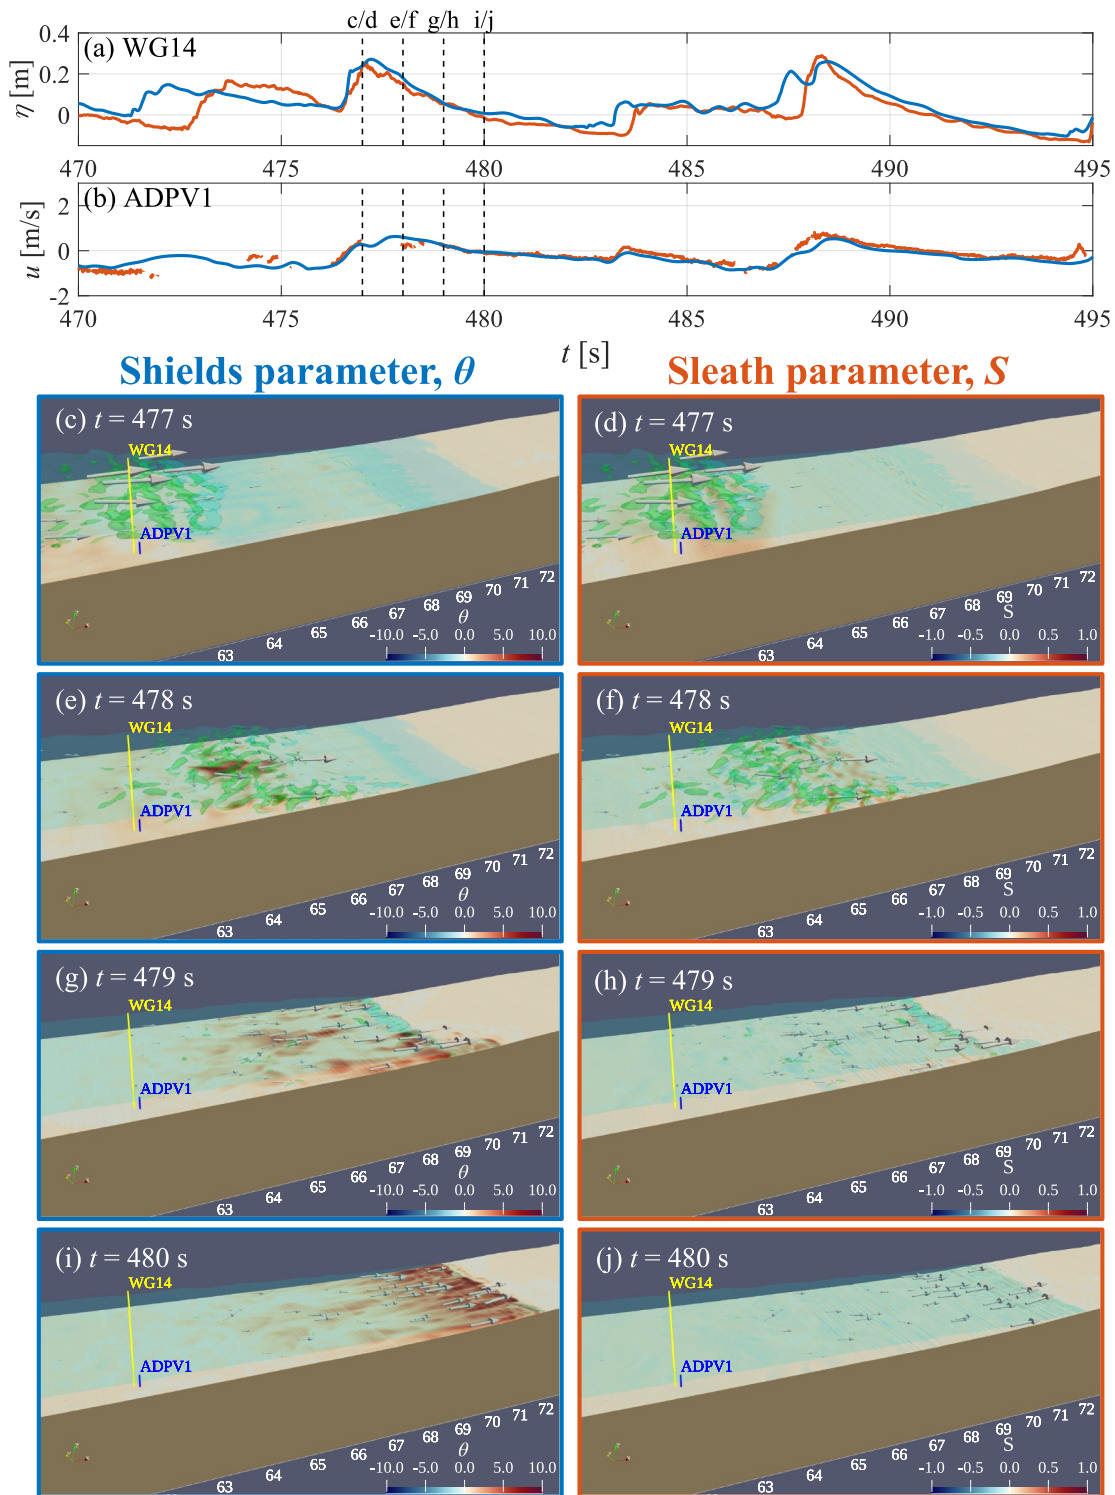 c/d e/f g/h i/j
(a) WG14
η [m]
0.4
0.2
0
470 475 480 485 490 495
(b) ADPV1
u [m/s]
2
0
-2
470 475 480 485 490 495
t [s]
Shields parameter, θ
Sleath parameter, S
(c) t = 477 s
WG14
ADPV1
63 64 65 66 67 68 69 70 71 72
θ
-10.0 -5.0 0.0 5.0 10.0
(d) t = 477 s
WG14
ADPV1
63 64 65 66 67 68 69 70 71 72
S
-1.0 -0.5 0.0 0.5 1.0
(e) t = 478 s
WG14
ADPV1
63 64 65 66 67 68 69 70 71 72
θ
-10.0 -5.0 0.0 5.0 10.0
(f) t = 478 s
WG14
ADPV1
63 64 65 66 67 68 69 70 71 72
S
-1.0 -0.5 0.0 0.5 1.0
(g) t = 479 s
WG14
ADPV1
63 64 65 66 67 68 69 70 71 72
θ
-10.0 -5.0 0.0 5.0 10.0
(h) t = 479 s
WG14
ADPV1
63 64 65 66 67 68 69 70 71 72
S
-1.0 -0.5 0.0 0.5 1.0
(i) t = 480 s
WG14
ADPV1
63 64 65 66 67 68 69 70 71 72
θ
-10.0 -5.0 0.0 5.0 10.0
(j) t = 480 s
WG14
ADPV1
63 64 65 66 67 68 69 70 71 72
S
-1.0 -0.5 0.0 0.5 1.0